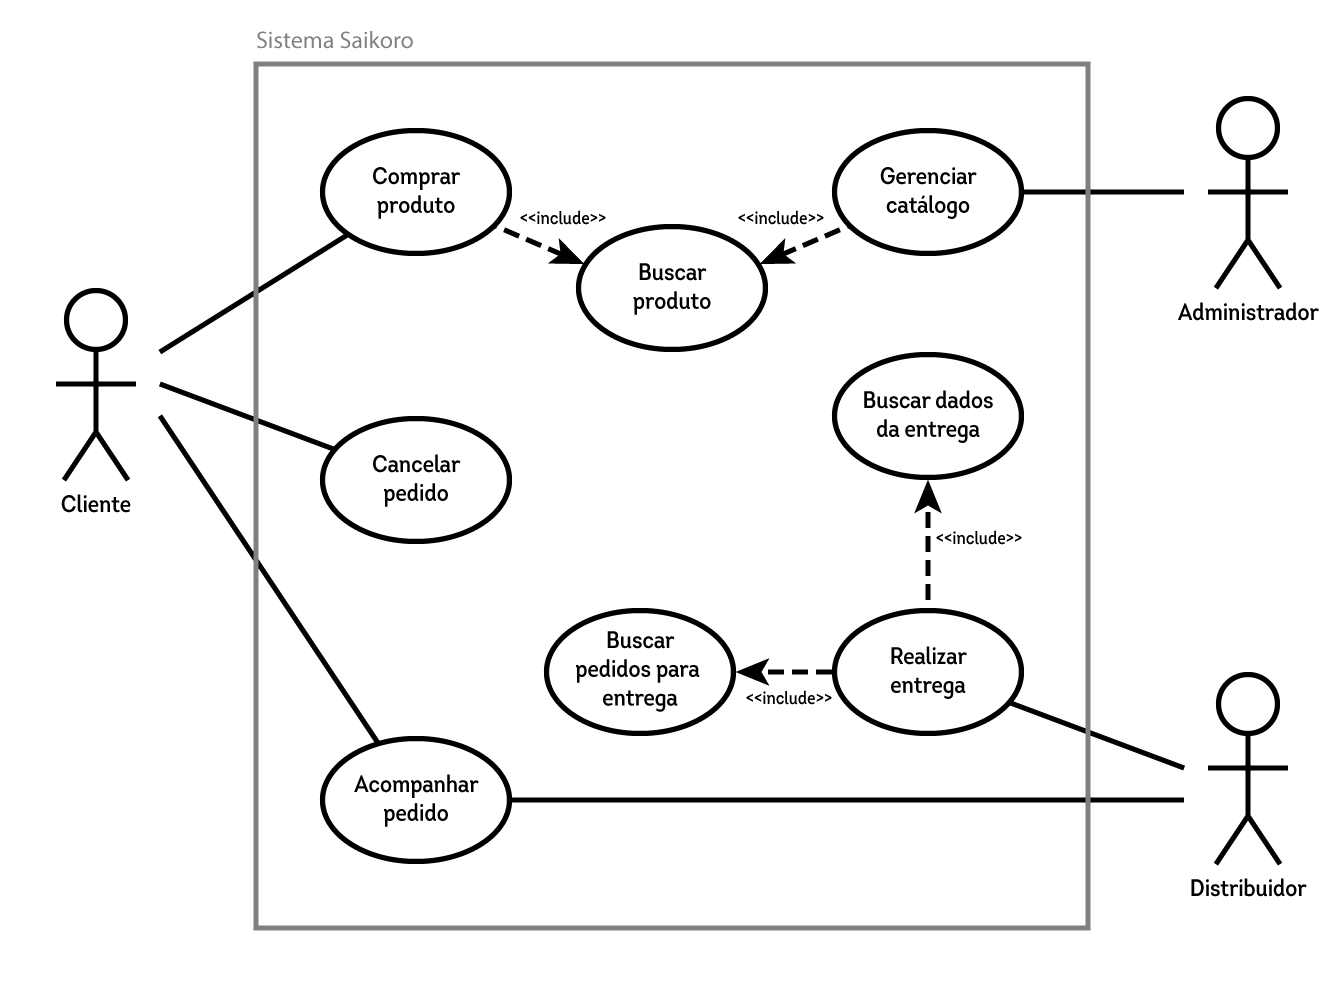 Sistema Saikoro
Comprar
produto
Gerenciar
catálogo
<<include>>
<<include>>
Buscar
produto
Administrador
Buscar dados
da entrega
Cancelar
pedido
Cliente
<<include>>
Buscar
pedidos para
entrega
Realizar
entrega
<<include>>
Acompanhar
pedido
Distribuidor